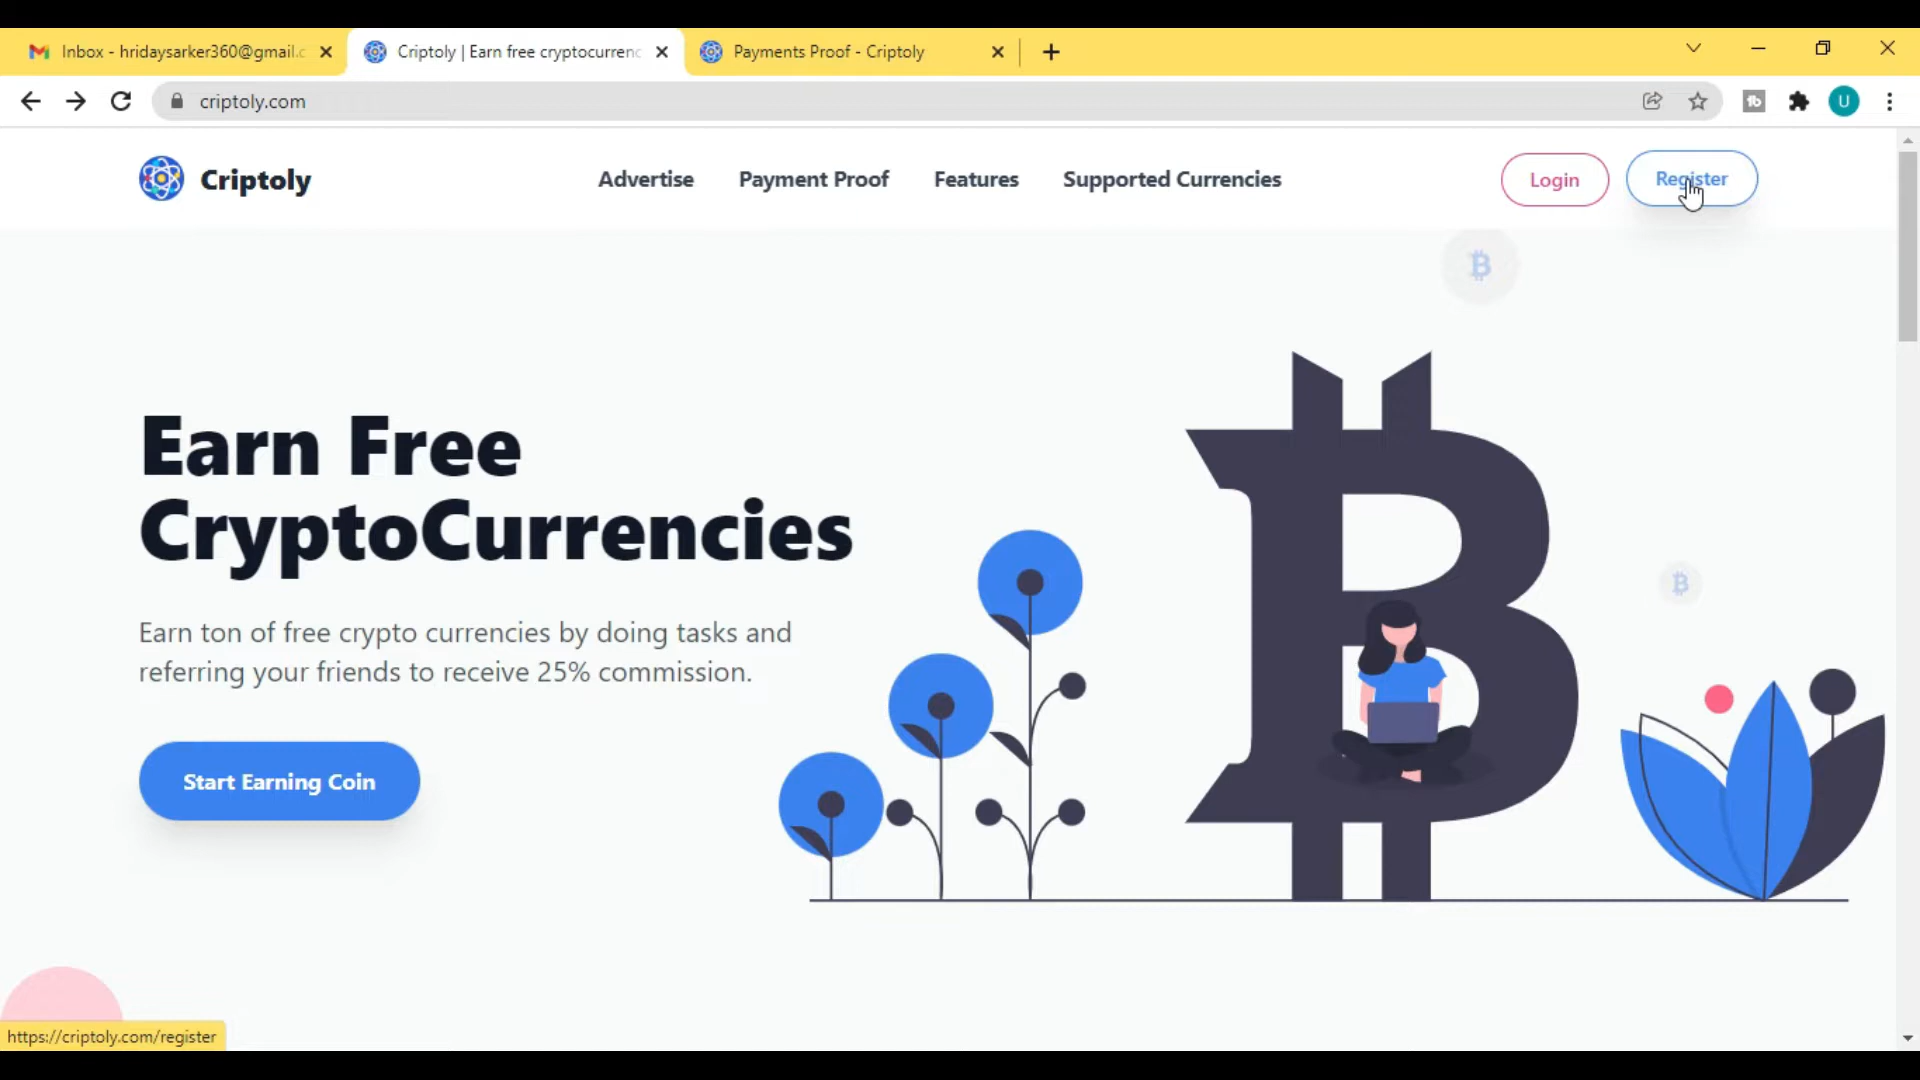 Inbox - hridaysarker360@gmail.c
Criptoly | Earn free cryptocurrenc
Payments Proof - Criptoly
criptoly.com
U
Criptoly
Advertise
Payment Proof
Features
Supported Currencies
Login
Register
Earn Free
CryptoCurrencies
Earn ton of free crypto currencies by doing tasks and
referring your friends to receive 25% commission.
Start Earning Coin
https://criptoly.com/register